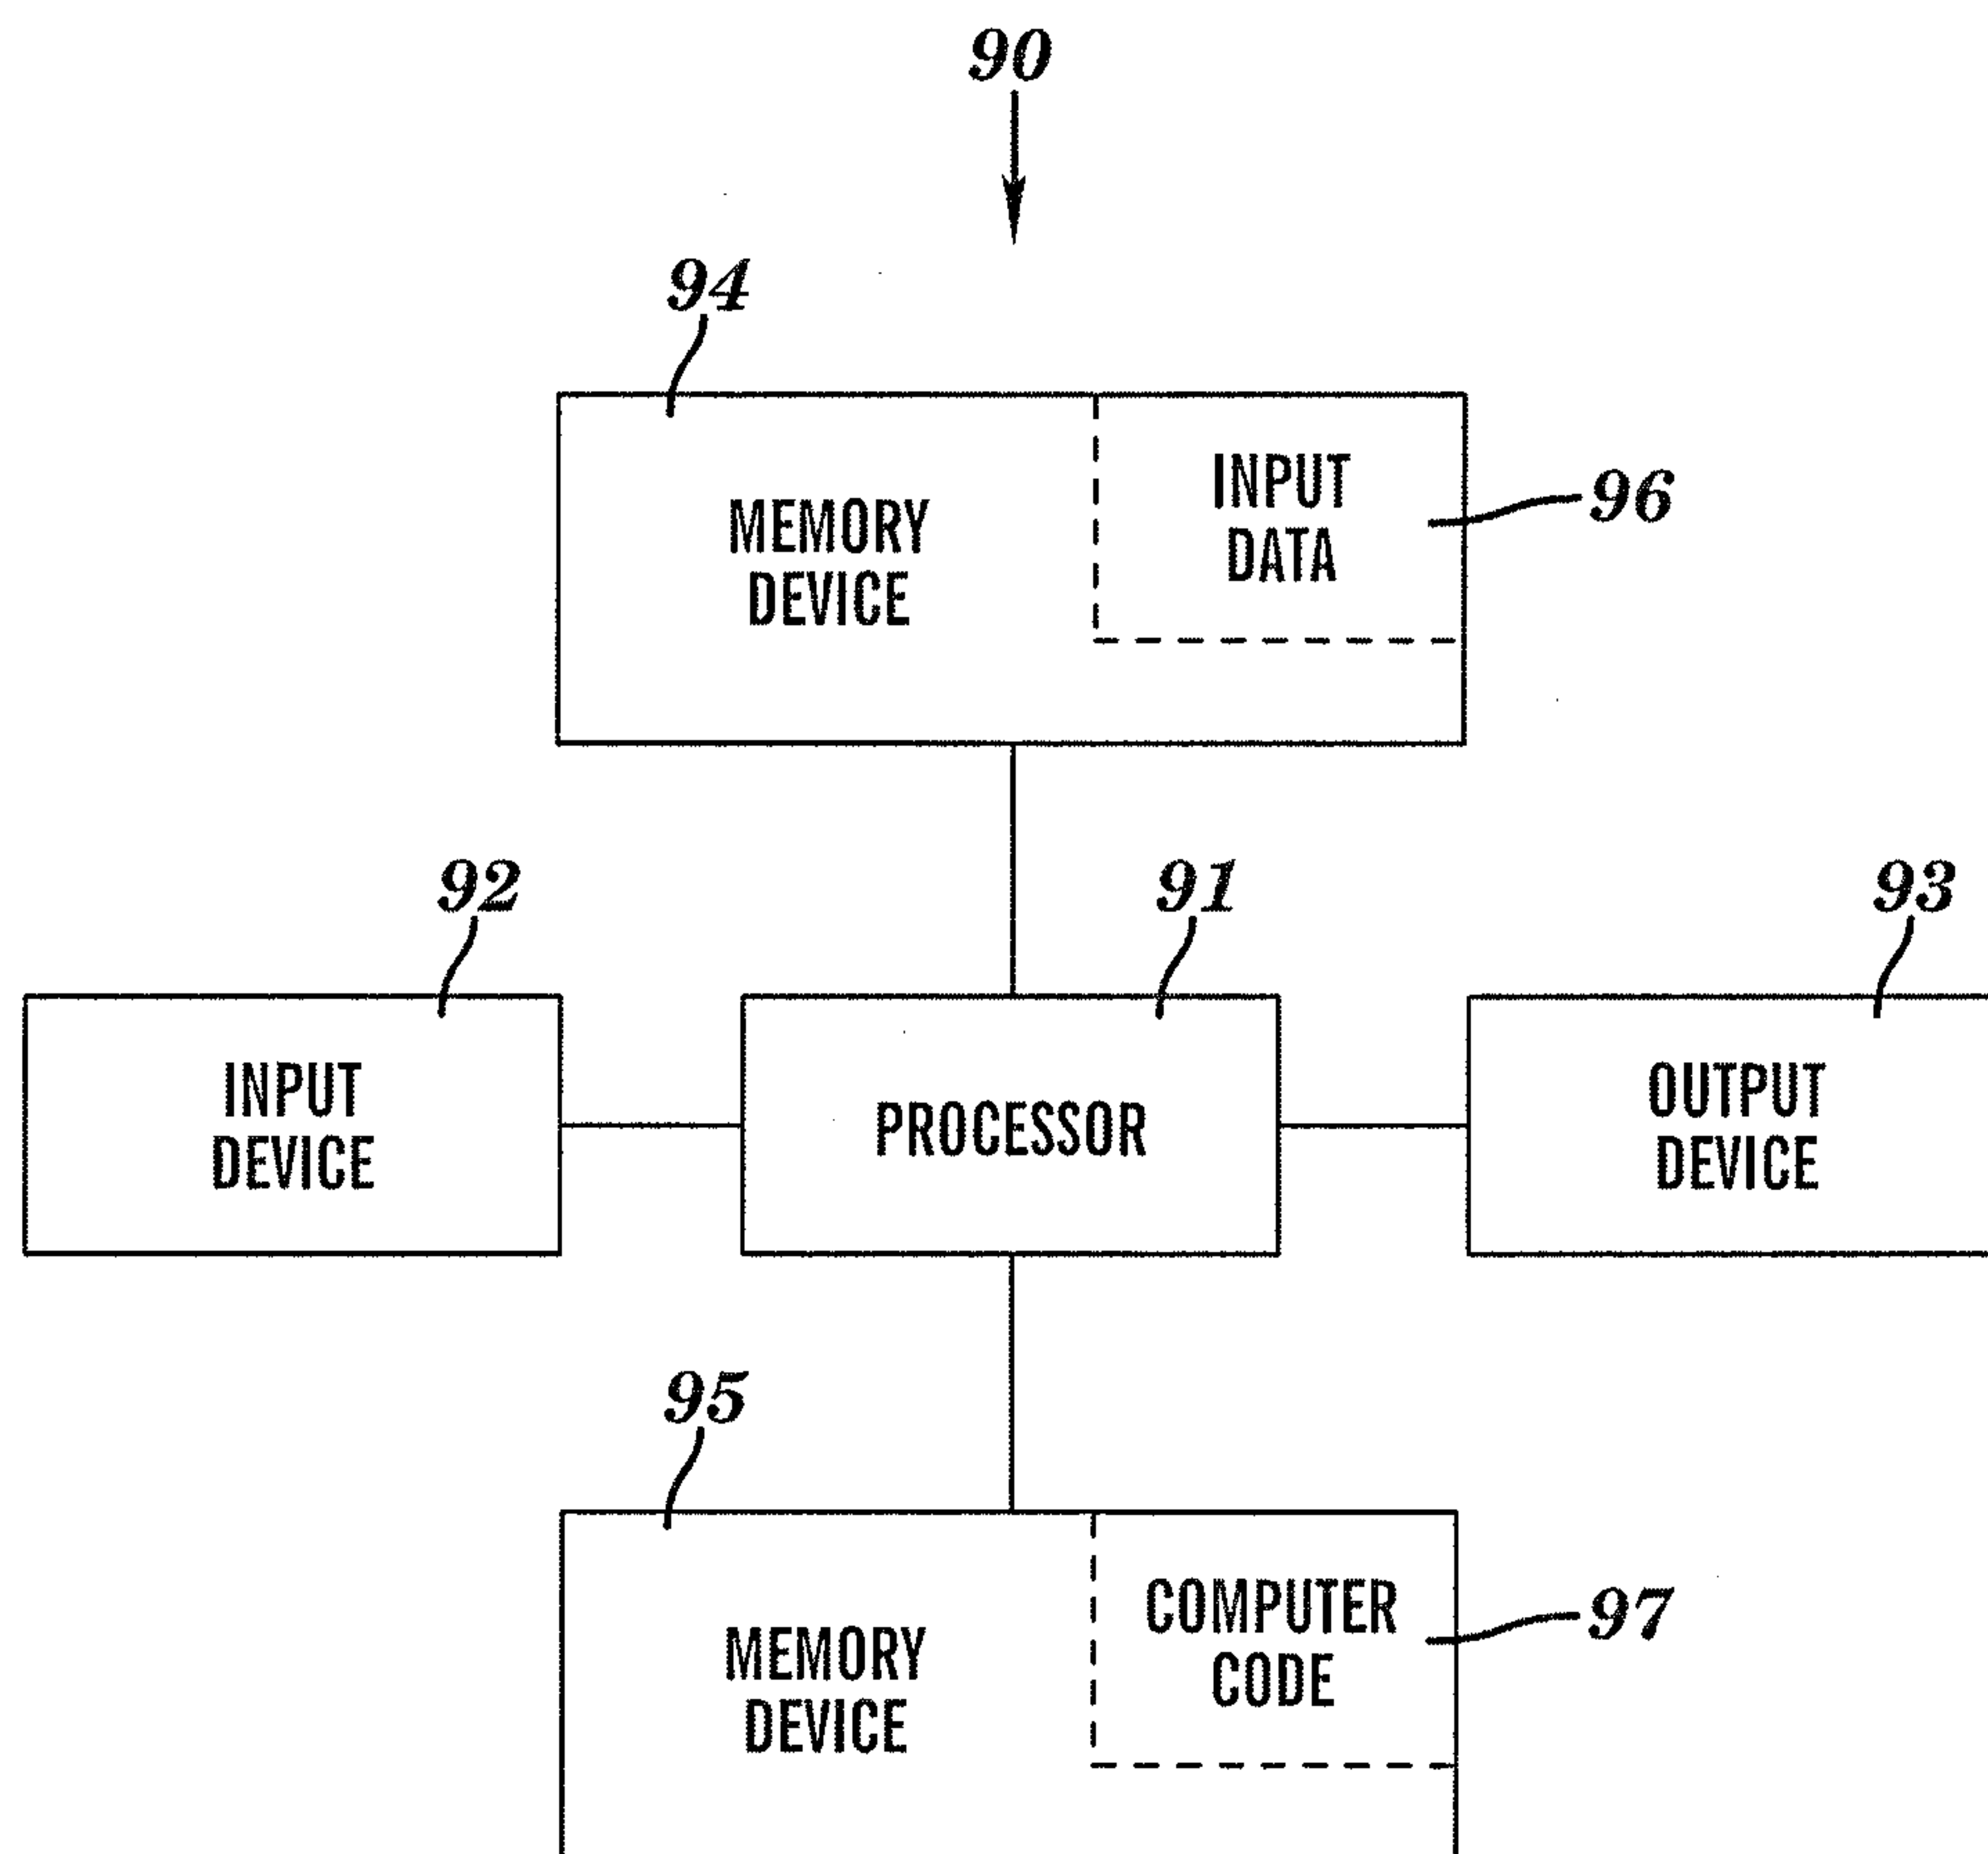 90
94
MEMORY
DEVICE
INPUT
DATA
96
92
91
93
INPUT
DEVICE
PROCESSOR
OUTPUT
DEVICE
95
MEMORY
DEVICE
COMPUTER
CODE
97